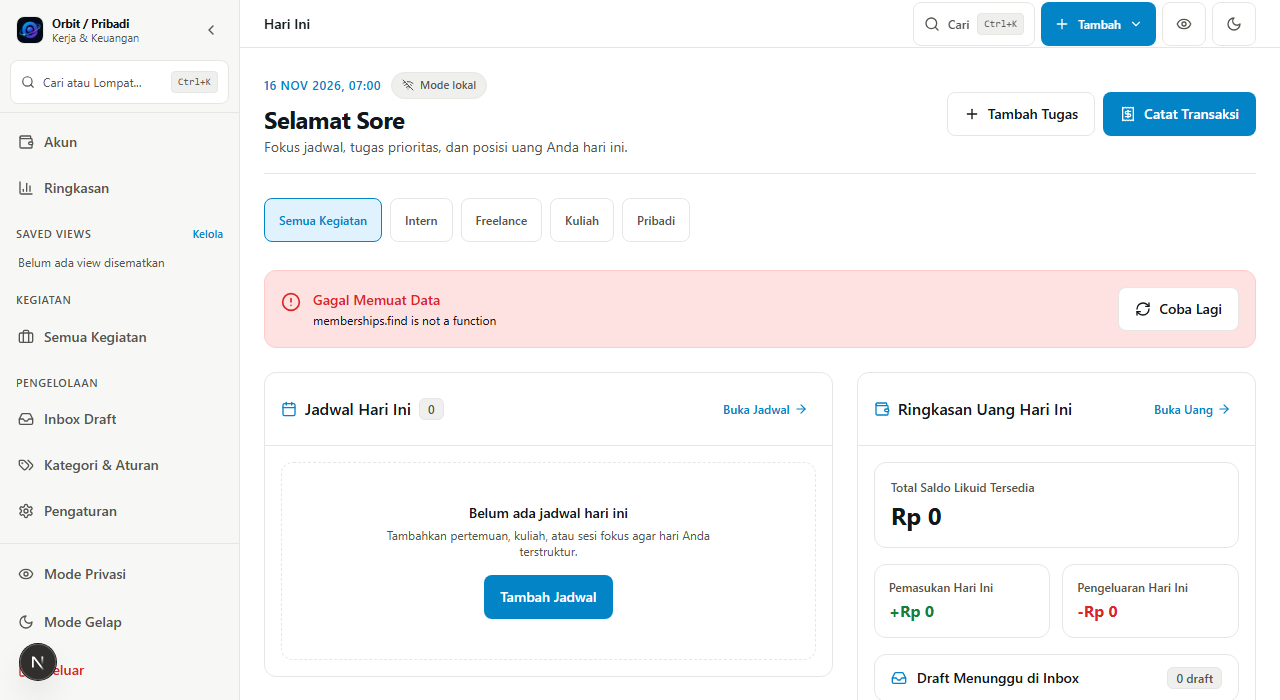 Orbit / Pribadi
Kerja & Keuangan
Cari atau Lompat...
Ctrl+K
Akun
Ringkasan
SAVED VIEWS
Kelola
Belum ada view disematkan
KEGIATAN
Semua Kegiatan
PENGELOLAAN
Inbox Draft
Kategori & Aturan
Pengaturan
Mode Privasi
Mode Gelap
N
eluar
Hari Ini
Cari
Ctrl+K
Tambah
16 NOV 2026, 07:00
Mode lokal
Selamat Sore
Fokus jadwal, tugas prioritas, dan posisi uang Anda hari ini.
Tambah Tugas
Catat Transaksi
Semua Kegiatan
Intern
Freelance
Kuliah
Pribadi
Gagal Memuat Data
memberships.find is not a function
Coba Lagi
Jadwal Hari Ini
0
Buka Jadwal
Belum ada jadwal hari ini
Tambahkan pertemuan, kuliah, atau sesi fokus agar hari Anda
terstruktur.
Tambah Jadwal
Ringkasan Uang Hari Ini
Buka Uang
Total Saldo Likuid Tersedia
Rp 0
Pemasukan Hari Ini
+Rp 0
Pengeluaran Hari Ini
-Rp 0
Draft Menunggu di Inbox
0 draft